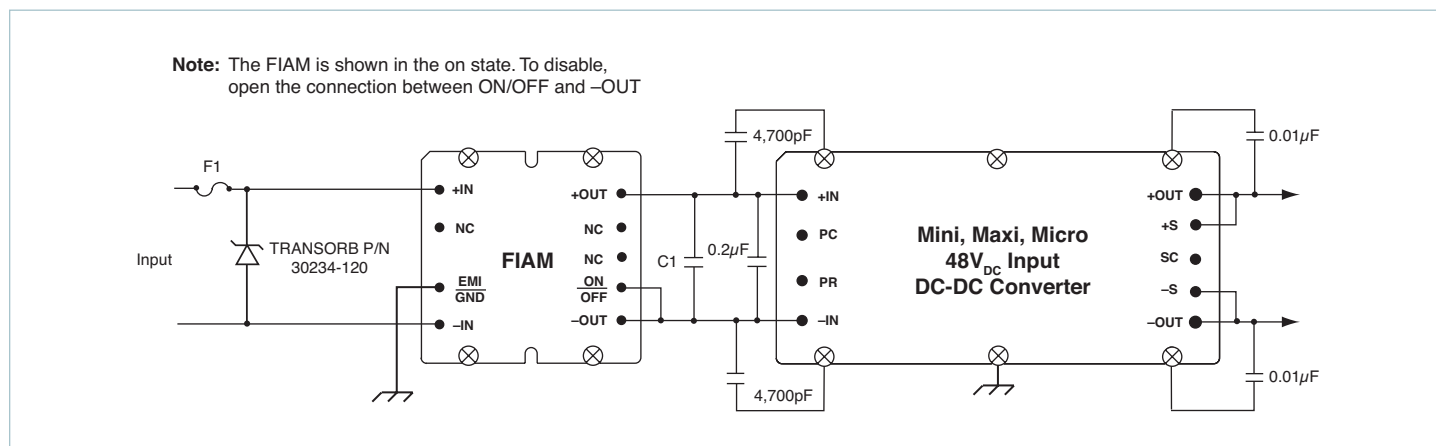 Note: The FIAM is shown in the on state. To disable,
open the connection between ON/OFF and –OUT
F1
Input
TRANSORB P/N
30234-120
+IN
NC
EMI
GND
–IN
FIAM
+OUT
NC
NC
ON
OFF
–OUT
4,700pF
C1
0.2µF
4,700pF
+IN
PC
PR
–IN
Mini, Maxi, Micro
48VDC Input
DC-DC Converter
+OUT
+S
SC
–S
–OUT
0.01µF
0.01µF